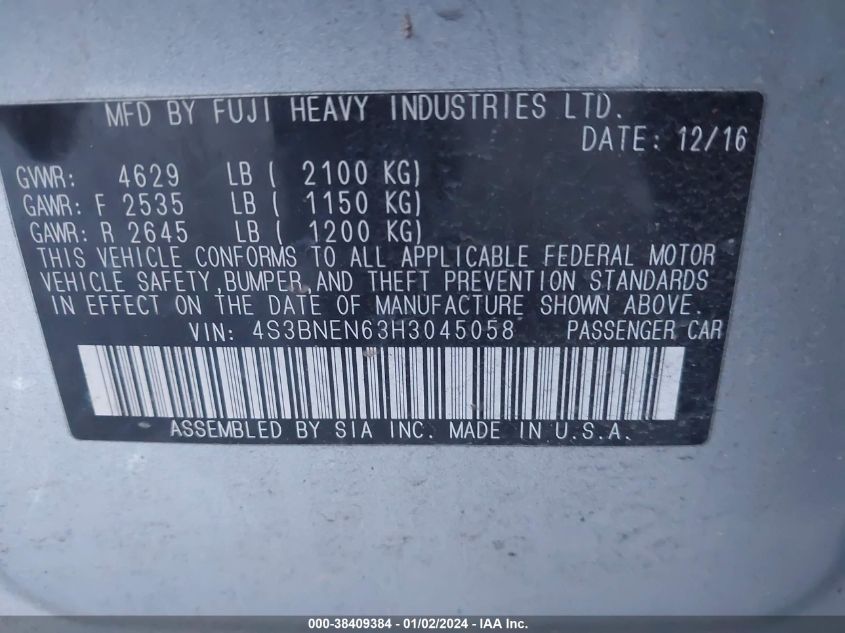 MFD BY FUJI HEAVY INDUSTRIES LTD.
DATE: 12/16
GVWR: 4629 LB ( 2100 KG)
GAWR: F 2535 LB ( 1150 KG)
GAWR: R 2645 LB ( 1200 KG)
THIS VEHICLE CONFORMS TO ALL APPLICABLE FEDERAL MOTOR
VEHICLE SAFETY,BUMPER,AND THEFT PREVENTION STANDARDS
IN EFFECT ON THE DATE OF MANUFACTURE SHOWN ABOVE.
VIN: 4S3BNEN63H3045058 PASSENGER CAR
ASSEMBLED BY SIA INC. MADE IN U.S.A.
000-38409384 - 01/02/2024 - IAA Inc.